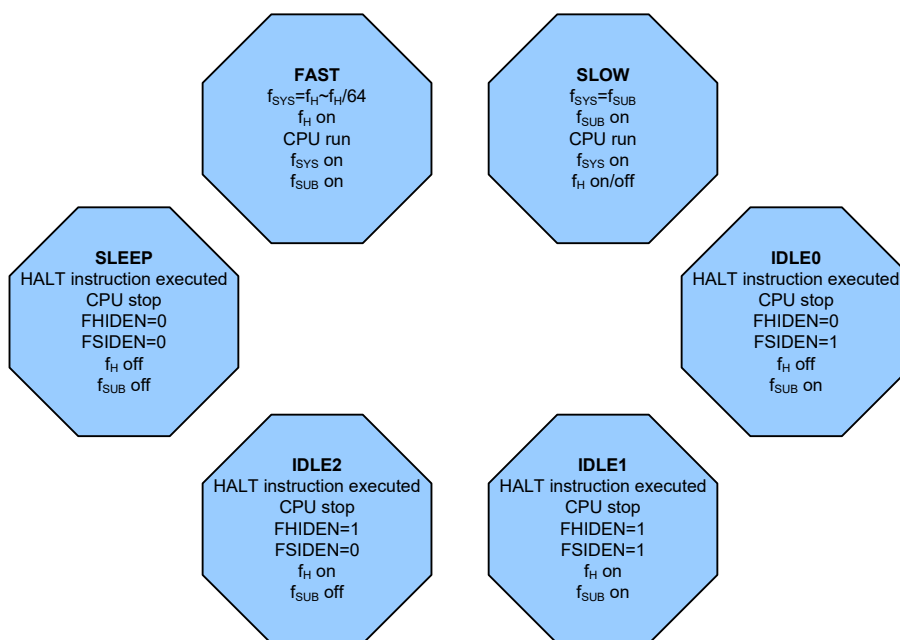 FAST
fSYS=fH~fH/64
fH on
CPU run
fSYS on
fSUB on
SLOW
fSYS=fSUB
fSUB on
CPU run
fSYS on
fH on/off
SLEEP
HALT instruction executed
CPU stop
FHIDEN=0
FSIDEN=0
fH off
fSUB off
IDLE0
HALT instruction executed
CPU stop
FHIDEN=0
FSIDEN=1
fH off
fSUB on
IDLE2
HALT instruction executed
CPU stop
FHIDEN=1
FSIDEN=0
fH on
fSUB off
IDLE1
HALT instruction executed
CPU stop
FHIDEN=1
FSIDEN=1
fH on
fSUB on